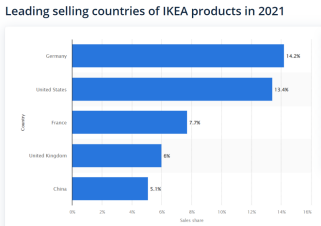 Leading selling countries of IKEA products in 2021
Germany
14.2%
United States
13.4%
France
7.7%
United Kingdom
6%
China
5.1%
Country
0%
2%
4%
6%
8%
10%
12%
14%
16%
Sales share